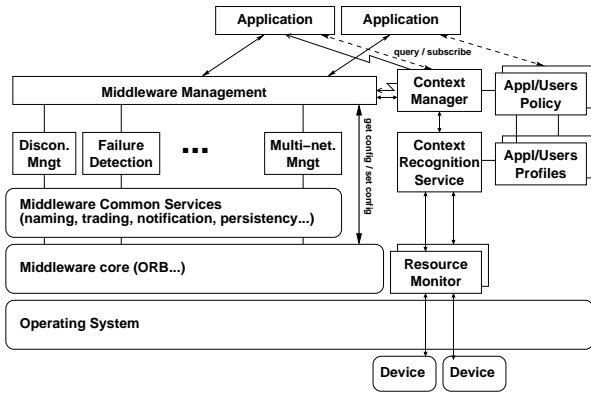 Application
Application
query / subscribe
Middleware Management
Context
Manager
Appl/Users
Policy
Discon.
Mngt
Failure
Detection
...
Multi−net.
Mngt
get config / set config
Context
Recognition
Service
Appl/Users
Profiles
Middleware Common Services
(naming, trading, notification, persistency...)
Middleware core (ORB...)
Resource
Monitor
Operating System
Device
Device